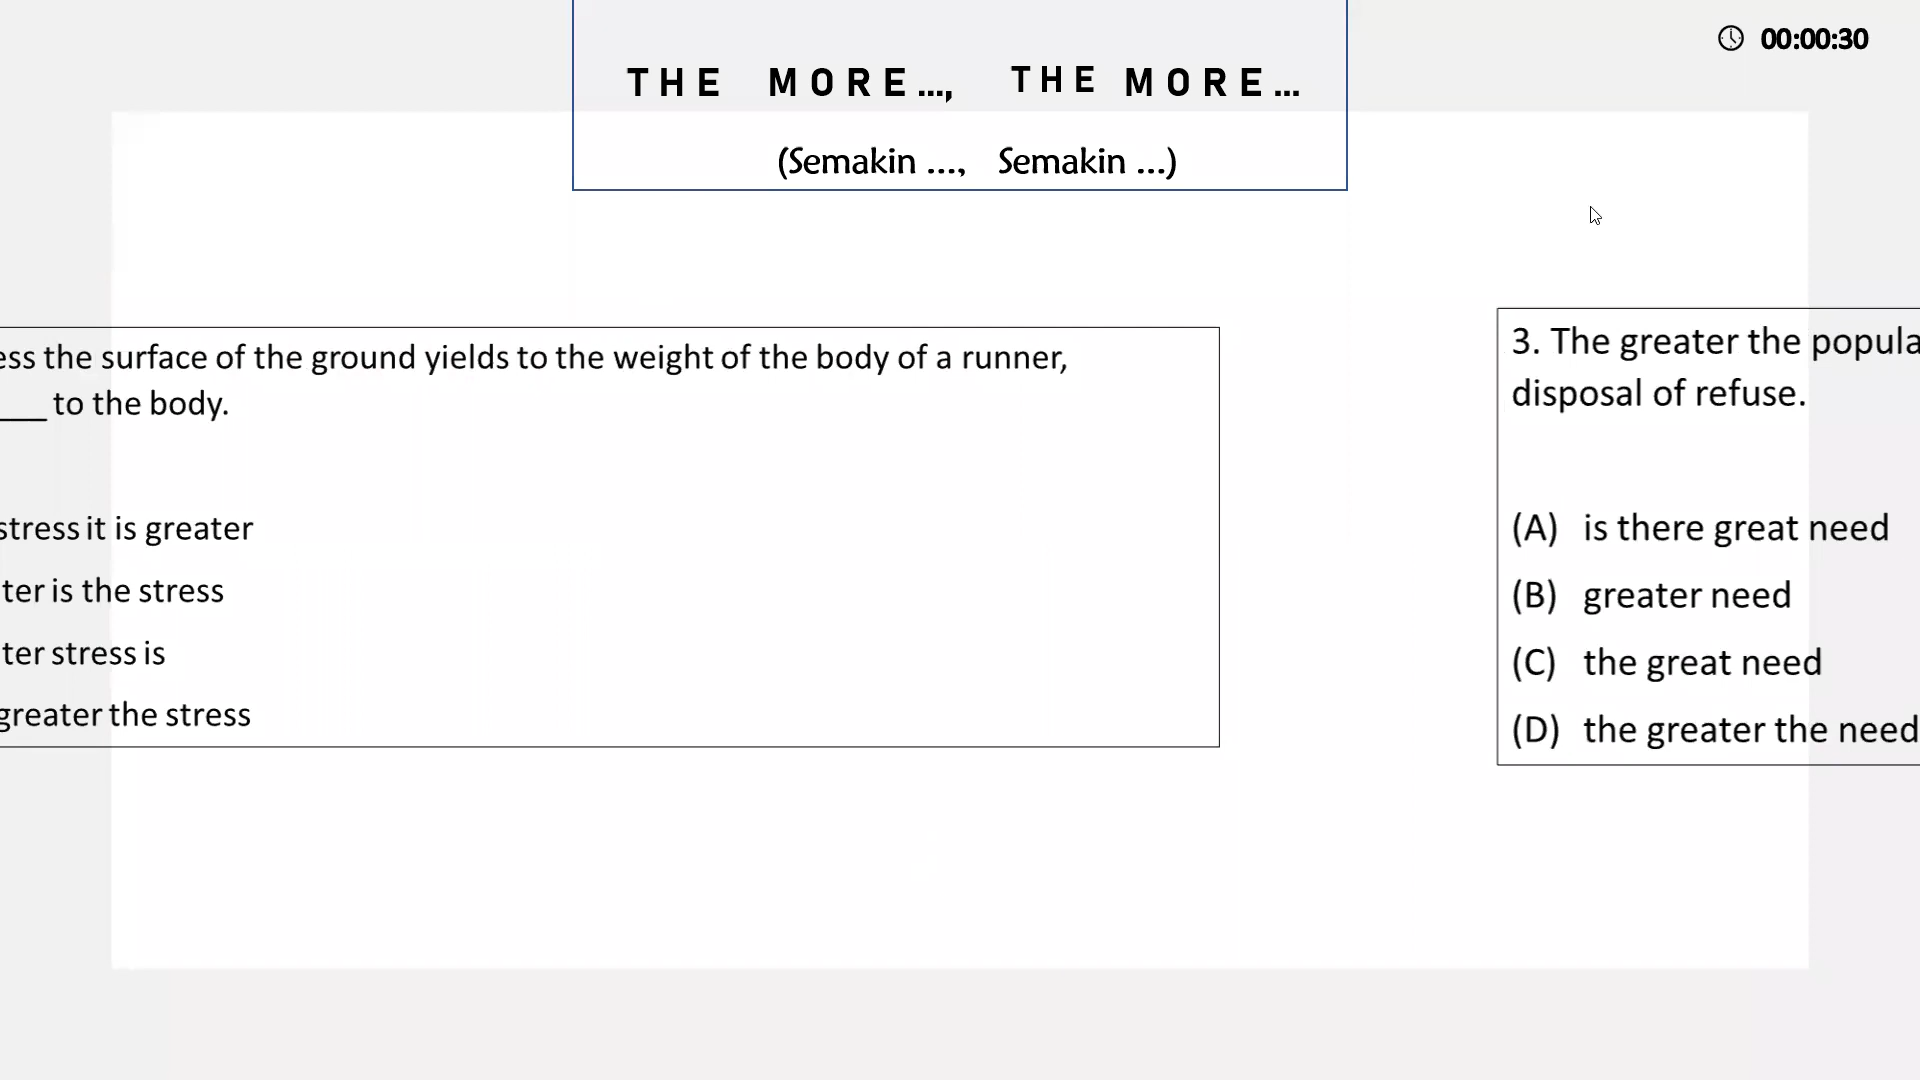 00:00:30
THE MORE…, THE MORE…
(Semakin …, Semakin …)
ess the surface of the ground yields to the weight of the body of a runner,
___ to the body.
stress it is greater
ter is the stress
ter stress is
greater the stress
3. The greater the popula
disposal of refuse.
(A) is there great need
(B) greater need
(C) the great need
(D) the greater the need